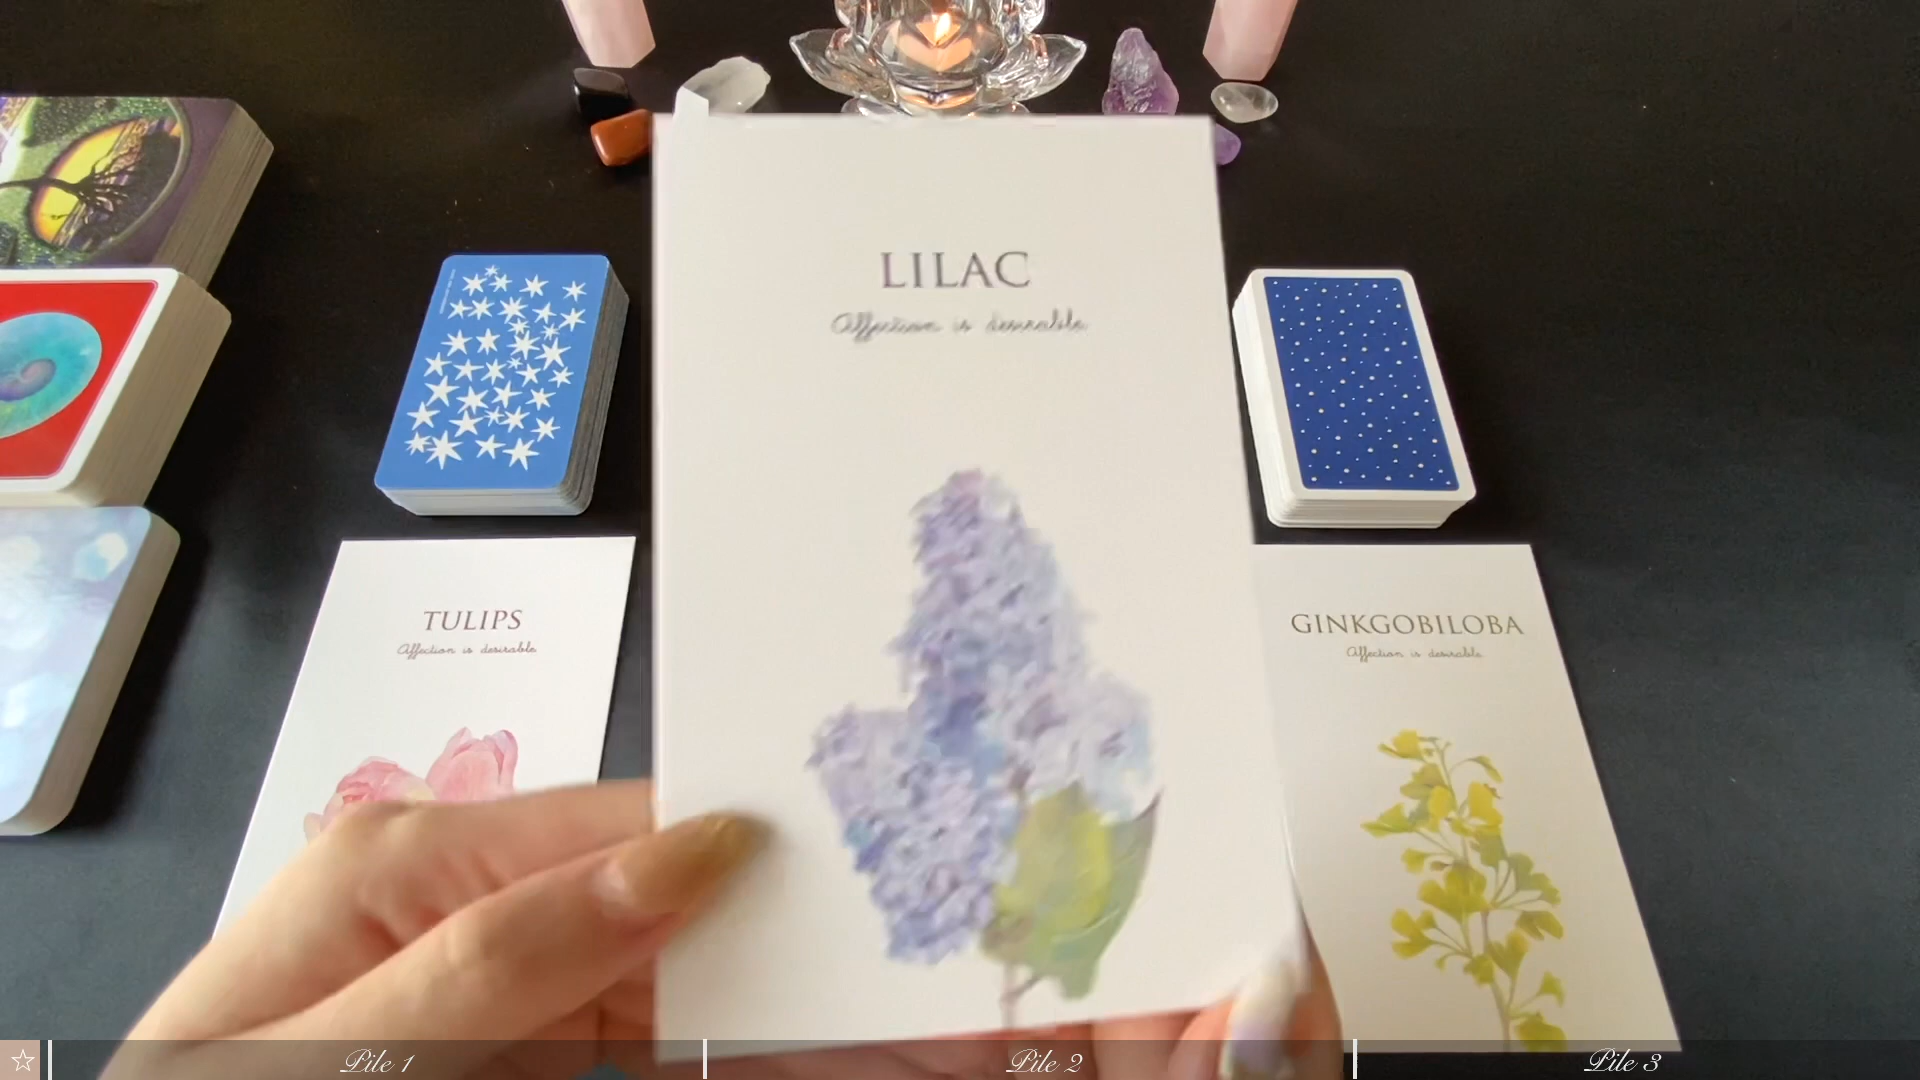 LILAC
Affection is desirable
TULIPS
Affection is desirable
GINKGOBILOBA
Affection is desirable
Pile 1
Pile 2
Pile 3